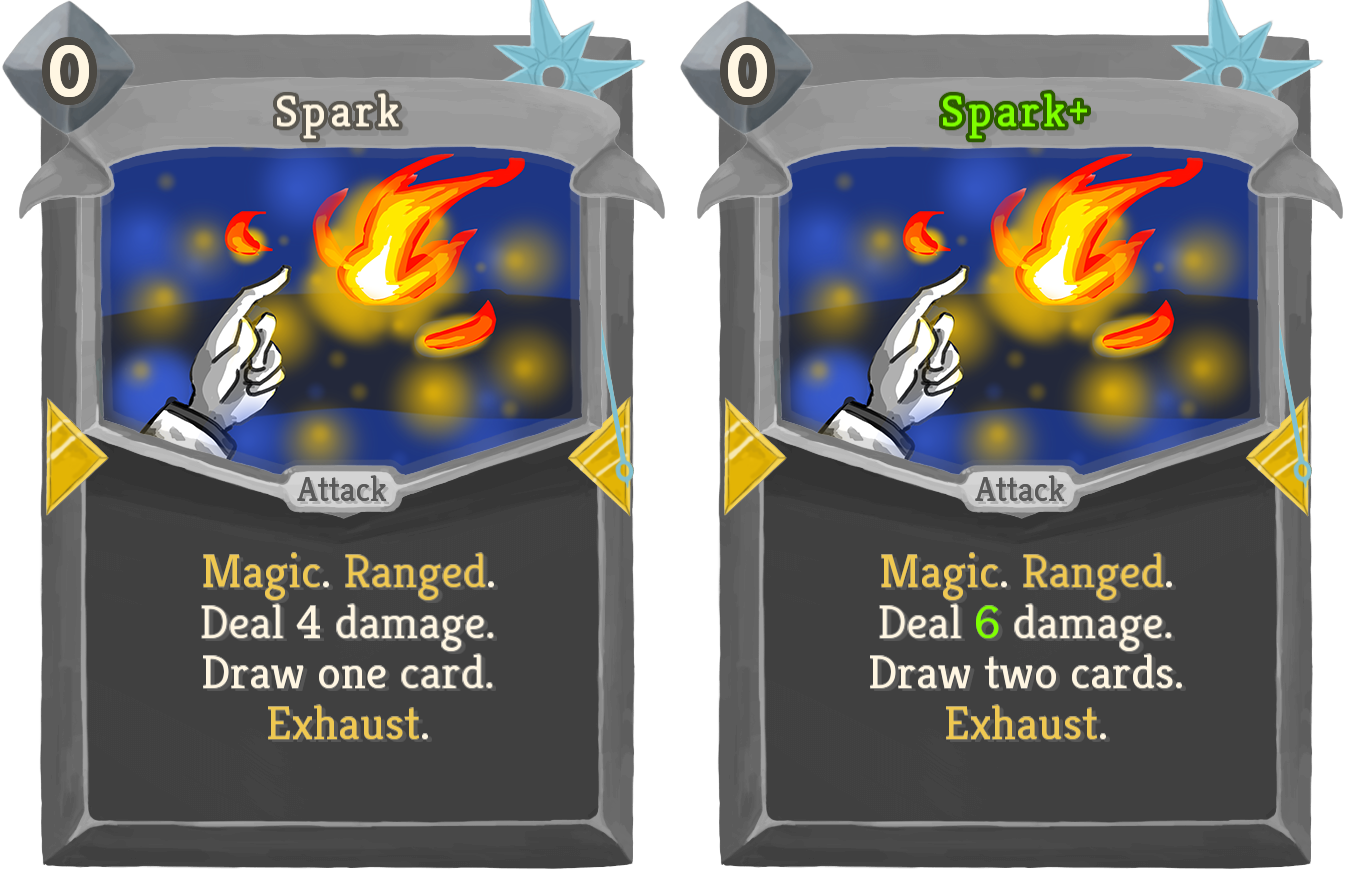 0
Spark
Attack
Magic. Ranged.
Deal 4 damage.
Draw one card.
Exhaust.
0
Spark+
Attack
Magic. Ranged.
Deal 6 damage.
Draw two cards.
Exhaust.